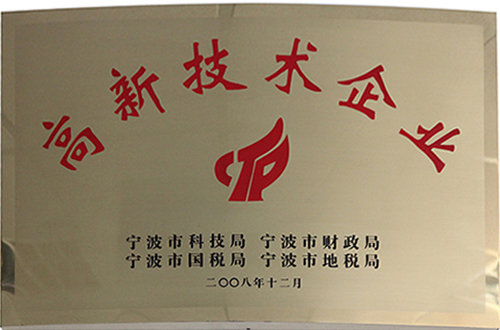 高新技术企业
宁波市科技局 宁波市财政局
宁波市国税局 宁波市地税局
二〇〇八年十二月